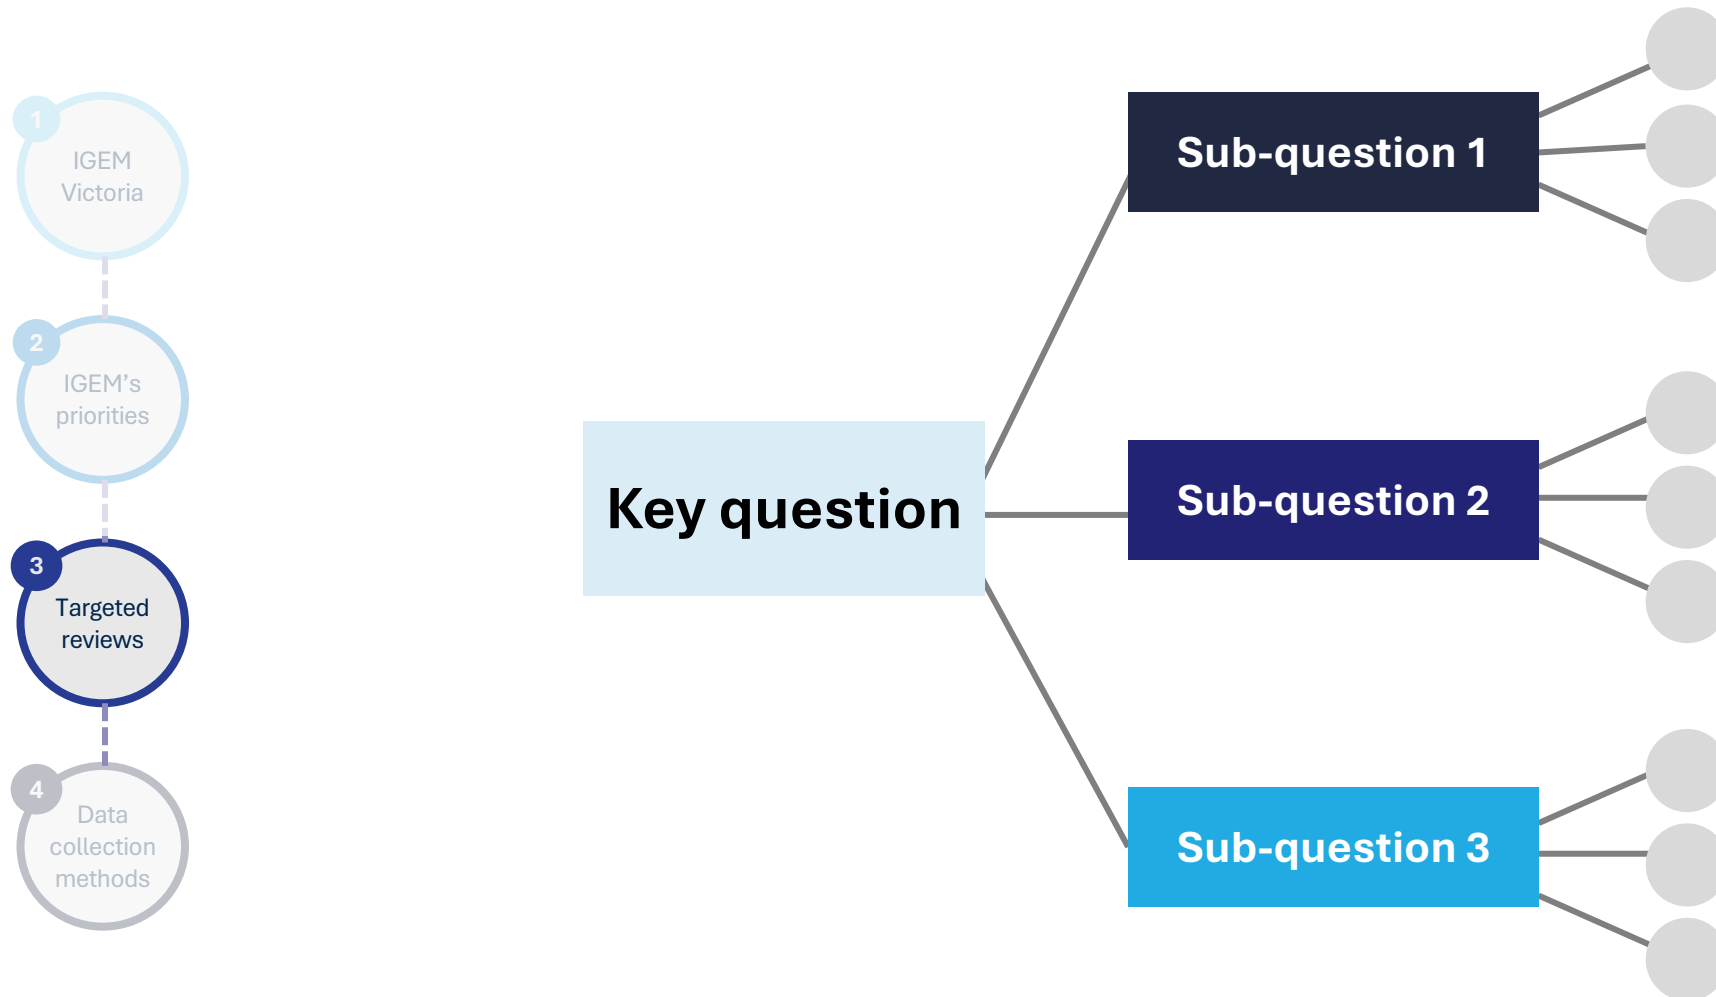 1
IGEM
Victoria
2
IGEM’s
priorities
3
Targeted
reviews
4
Data
collection
methods
Key question
Sub-question 1
Sub-question 2
Sub-question 3